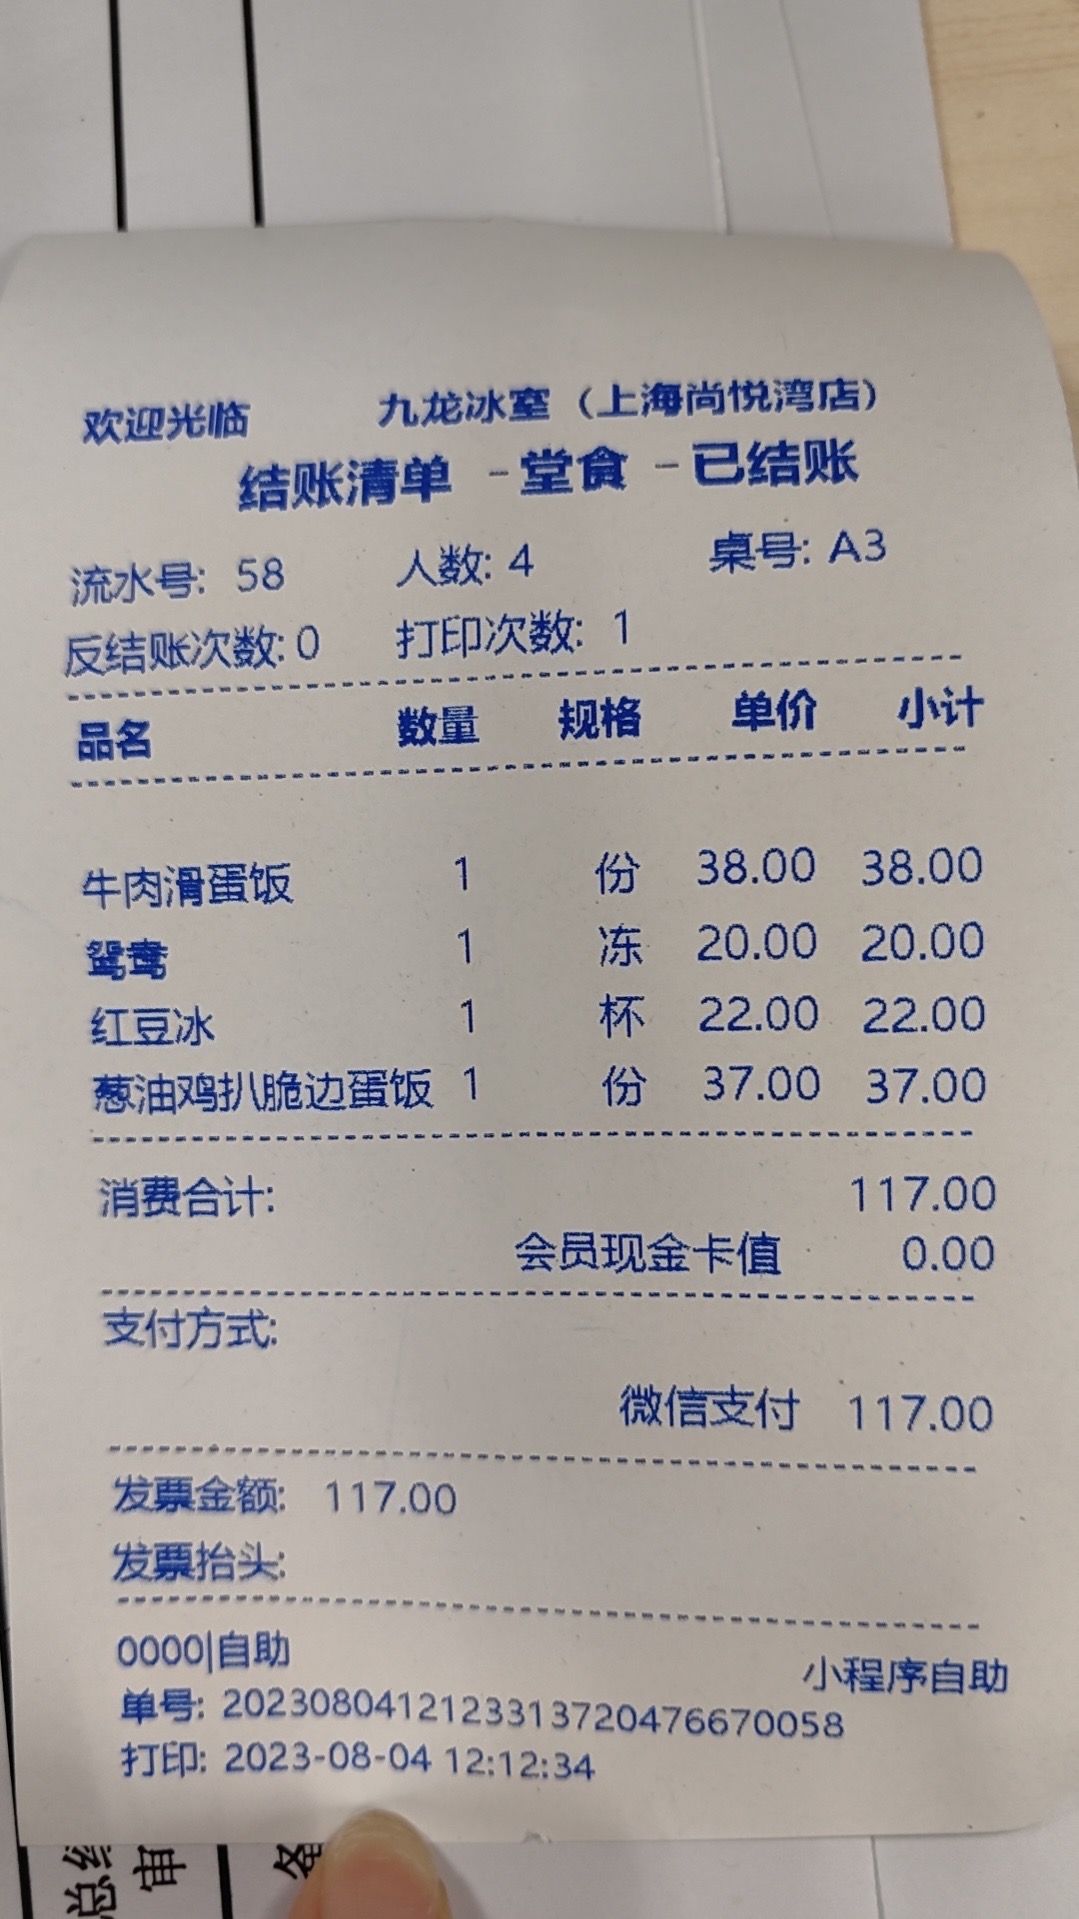 欢迎光临 九龙冰室（上海尚悦湾店）
结账清单 -堂食 -已结账
流水号: 58 人数: 4 桌号: A3
反结账次数: 0 打印次数: 1
品名 数量 规格 单价 小计
牛肉滑蛋饭 1 份 38.00 38.00
鸳鸯 1 冻 20.00 20.00
红豆冰 1 杯 22.00 22.00
葱油鸡扒脆边蛋饭 1 份 37.00 37.00
消费合计: 117.00
会员现金卡值 0.00
支付方式:
微信支付 117.00
发票金额: 117.00
发票抬头:
0000|自助 小程序自助
单号: 202308041212331372047667​0058
打印: 2023-08-04 12:12:34
审